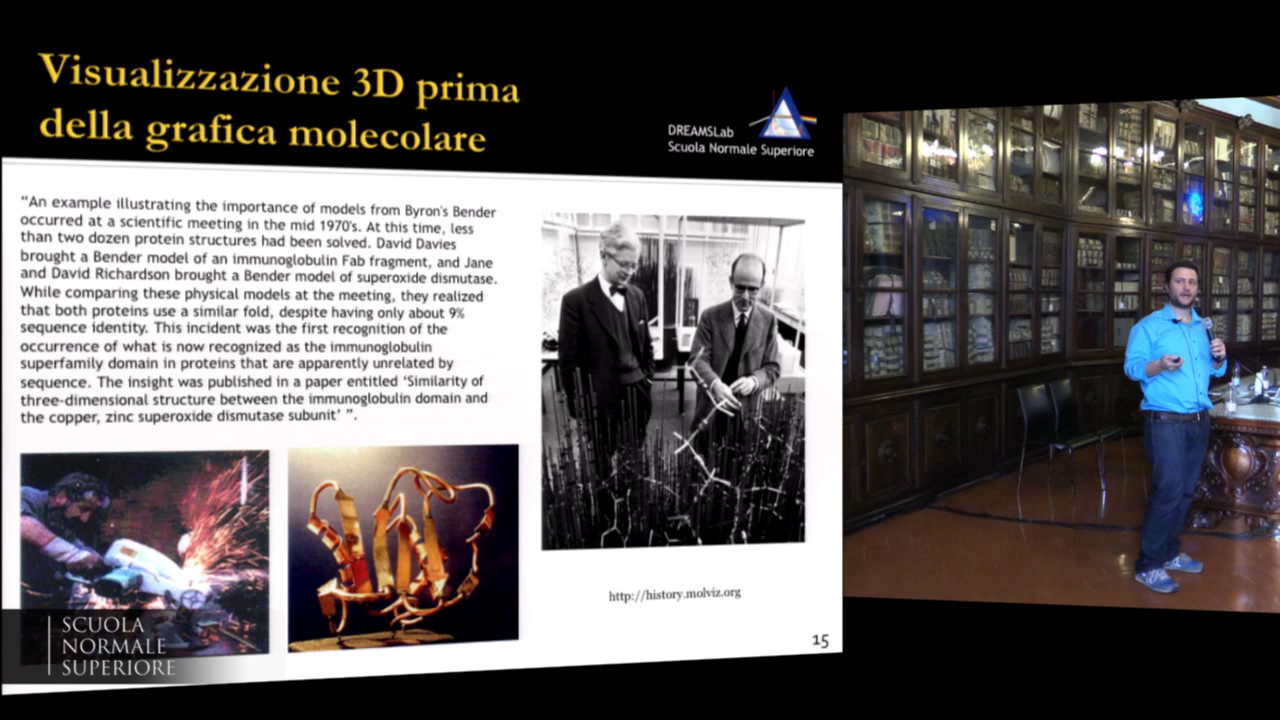 Visualizzazione 3D prima
della grafica molecolare
DREAMSLab
Scuola Normale Superiore
“An example illustrating the importance of models from Byron's Bender
occurred at a scientific meeting in the mid 1970's. At this time, less
than two dozen protein structures had been solved. David Davies
brought a Bender model of an immunoglobulin Fab fragment, and Jane
and David Richardson brought a Bender model of superoxide dismutase.
While comparing these physical models at the meeting, they realized
that both proteins use a similar fold, despite having only about 9%
sequence identity. This incident was the first recognition of the
occurrence of what is now recognized as the immunoglobulin
superfamily domain in proteins that are apparently unrelated by
sequence. The insight was published in a paper entitled ‘Similarity of
three-dimensional structure between the immunoglobulin domain and
the copper, zinc superoxide dismutase subunit’ ”.
http://history.molviz.org
15
SCUOLA
NORMALE
SUPERIORE